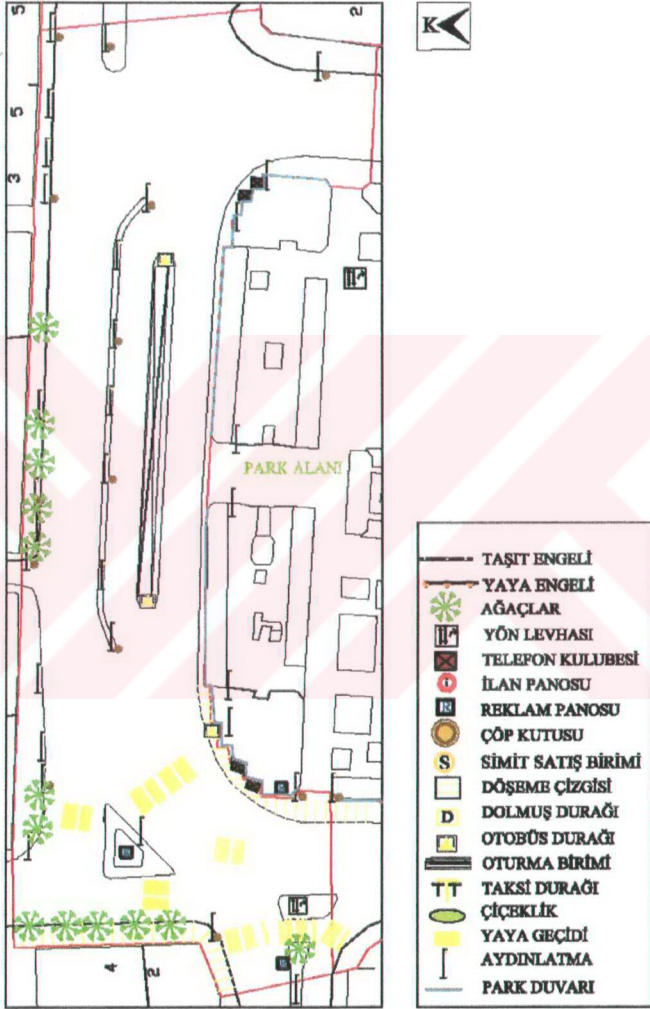 5
2
K
5
3
PARK ALANI
4
2
TAŞIT ENGELİ
YAYA ENGELİ
AĞAÇLAR
YÖN LEVHASI
TELEFON KULUBESİ
İLAN PANOSU
REKLAM PANOSU
ÇÖP KUTUSU
S SİMİT SATIŞ BİRİMİ
DÖŞEME ÇİZGİSİ
D DOLMUŞ DURAĞI
OTOBÜS DURAĞI
OTURMA BİRİMİ
TT TAKSİ DURAĞI
ÇİÇEKLİK
YAYA GEÇİDİ
AYDINLATMA
PARK DUVARI